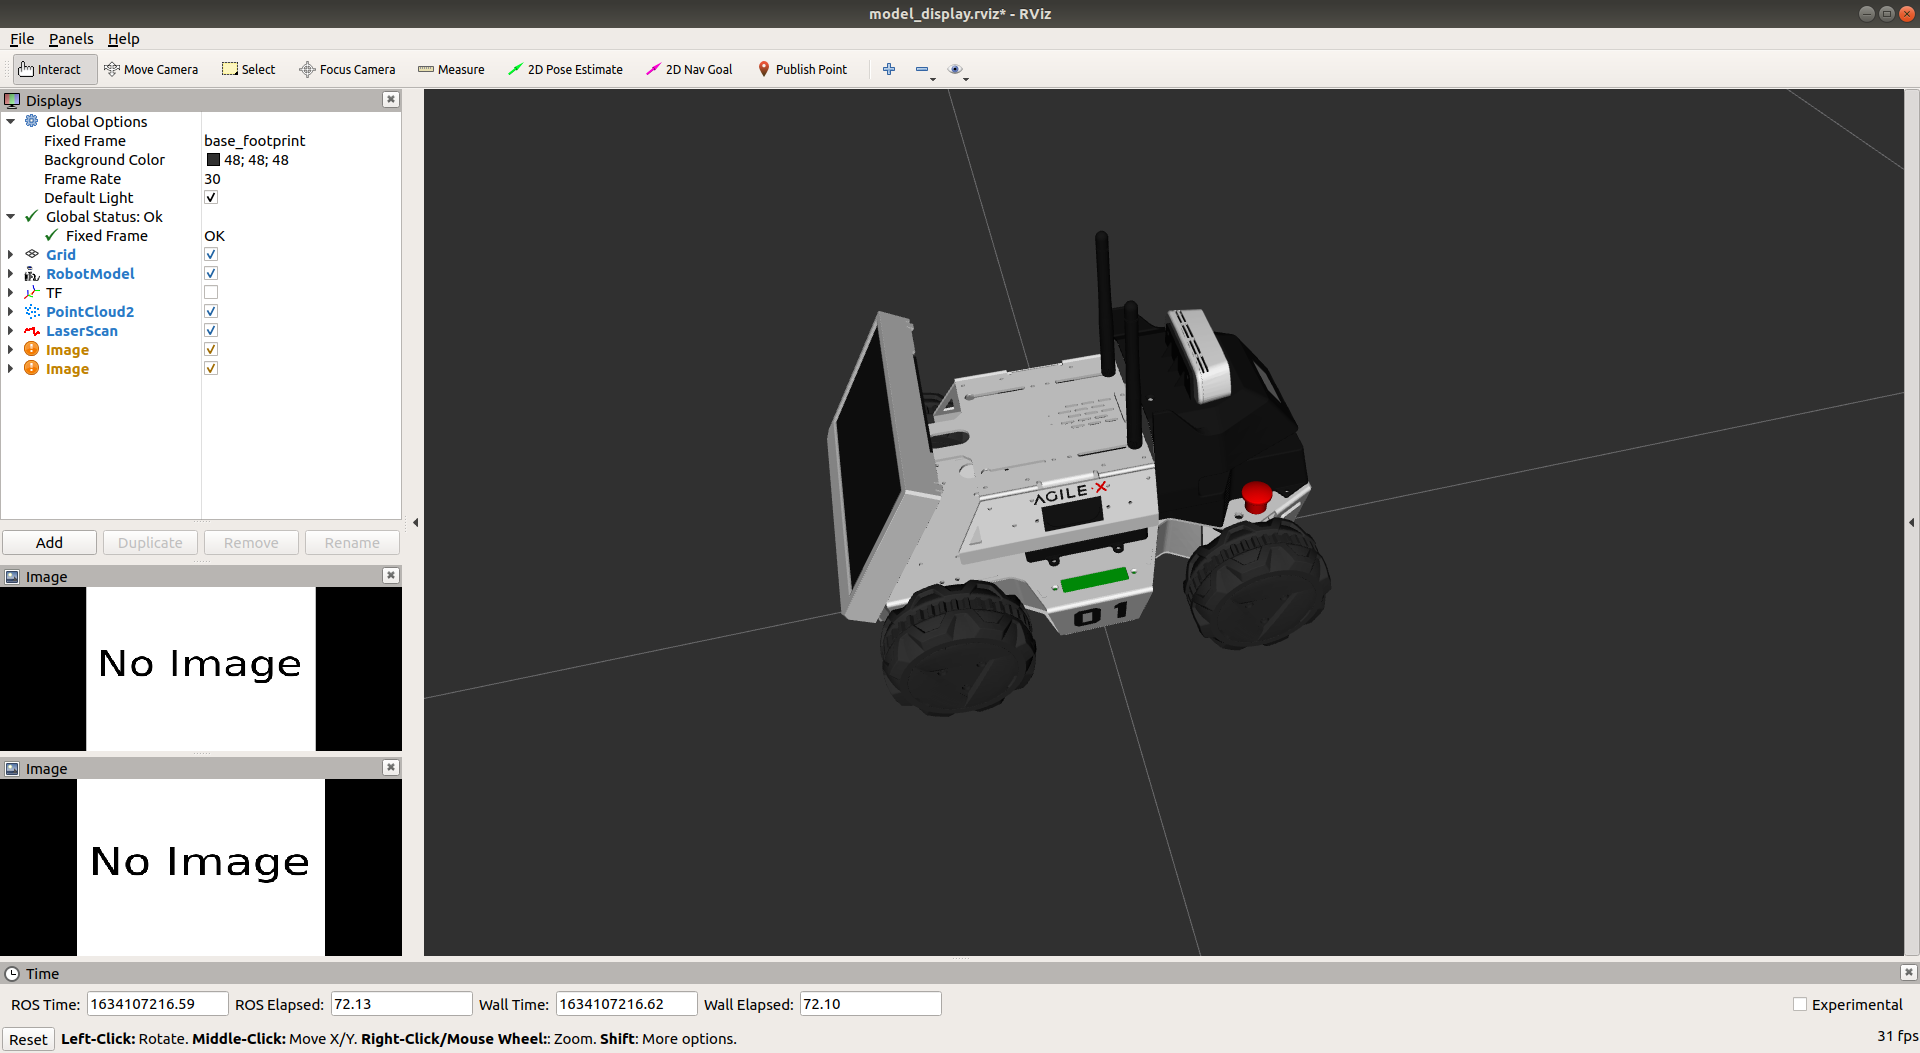 model_display.rviz* - RViz
File Panels Help
Interact Move Camera Select Focus Camera Measure 2D Pose Estimate 2D Nav Goal Publish Point
Displays
Global Options
Fixed Frame base_footprint
Background Color 48; 48; 48
Frame Rate 30
Default Light
Global Status: Ok
Fixed Frame OK
Grid
RobotModel
TF
PointCloud2
LaserScan
Image
Image
Add Duplicate Remove Rename
Image
No Image
Image
No Image
AGILE·X
01
Time
ROS Time: 1634107216.59 ROS Elapsed: 72.13 Wall Time: 1634107216.62 Wall Elapsed: 72.10 Experimental
Reset Left-Click: Rotate. Middle-Click: Move X/Y. Right-Click/Mouse Wheel:: Zoom. Shift: More options. 31 fps